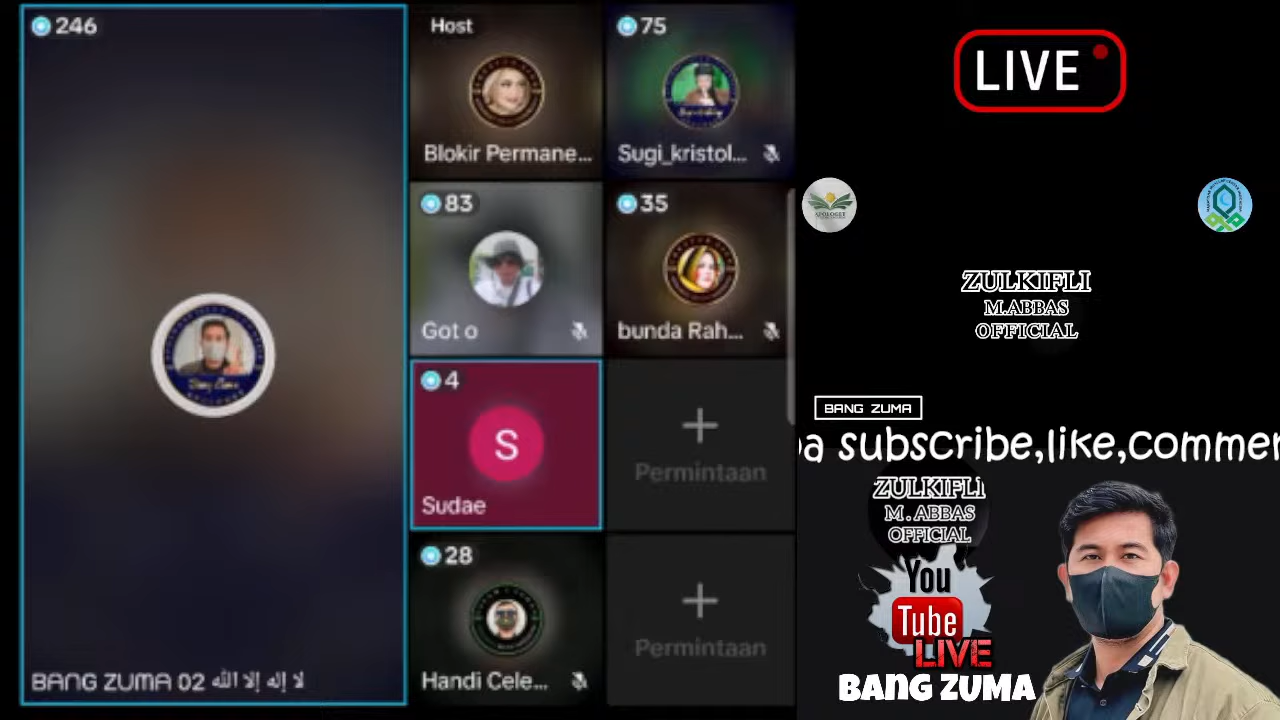 246
BANG ZUMA 02 لا إله إلا الله
Host
Blokir Permane...
75
Sugi_kristol...
83
Got o
35
bunda Rah...
4
S
Sudae
Permintaan
28
Handi Cele...
Permintaan
LIVE
APOLOGET
ZULKIFLI
M.ABBAS
OFFICIAL
BANG ZUMA
a subscribe,like,commer
ZULKIFLI
M.ABBAS
OFFICIAL
You
Tube
LIVE
BANG ZUMA